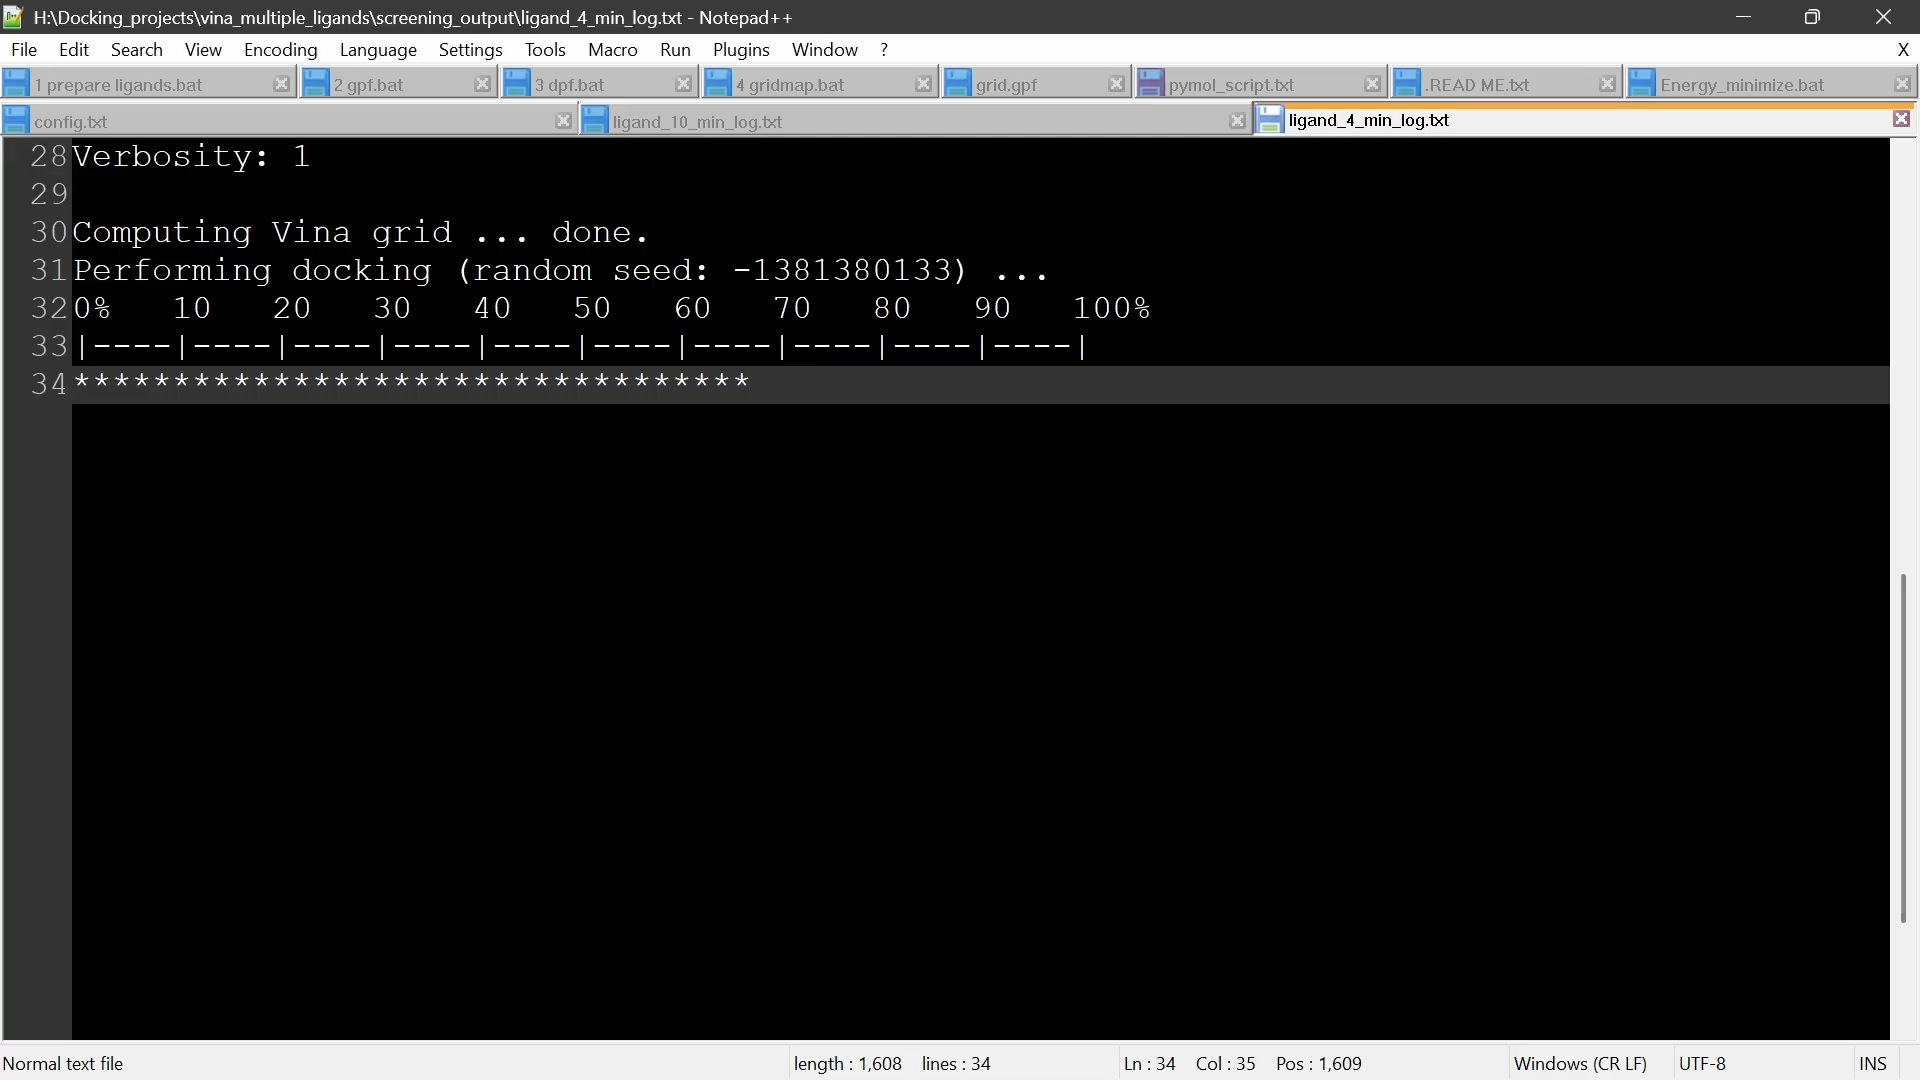 H:\Docking_projects\vina_multiple_ligands\screening_output\ligand_4_min_log.txt - Notepad++
File Edit Search View Encoding Language Settings Tools Macro Run Plugins Window ? X
1 prepare ligands.bat 2 gpf.bat 3 dpf.bat 4 gridmap.bat grid.gpf pymol_script.txt .READ ME.txt Energy_minimize.bat
config.txt ligand_10_min_log.txt ligand_4_min_log.txt
28 Verbosity: 1
29
30 Computing Vina grid ... done.
31 Performing docking (random seed: -1381380133) ...
32 0%   10   20   30   40   50   60   70   80   90   100%
33 |----|----|----|----|----|----|----|----|----|----|
34 **********************************
Normal text file length : 1,608 lines : 34 Ln : 34 Col : 35 Pos : 1,609 Windows (CR LF) UTF-8 INS